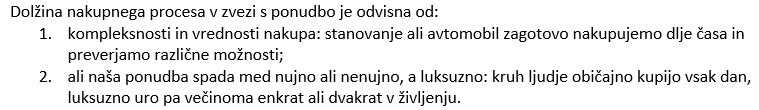 Dolžina nakupnega procesa v zvezi s ponudbo je odvisna od:
1. kompleksnosti in vrednosti nakupa: stanovanje ali avtomobil zagotovo nakupujemo dlje časa in
preverjamo različne možnosti;
2. ali naša ponudba spada med nujno ali nenujno, a luksuzno: kruh ljudje običajno kupijo vsak dan,
luksuzno uro pa večinoma enkrat ali dvakrat v življenju.